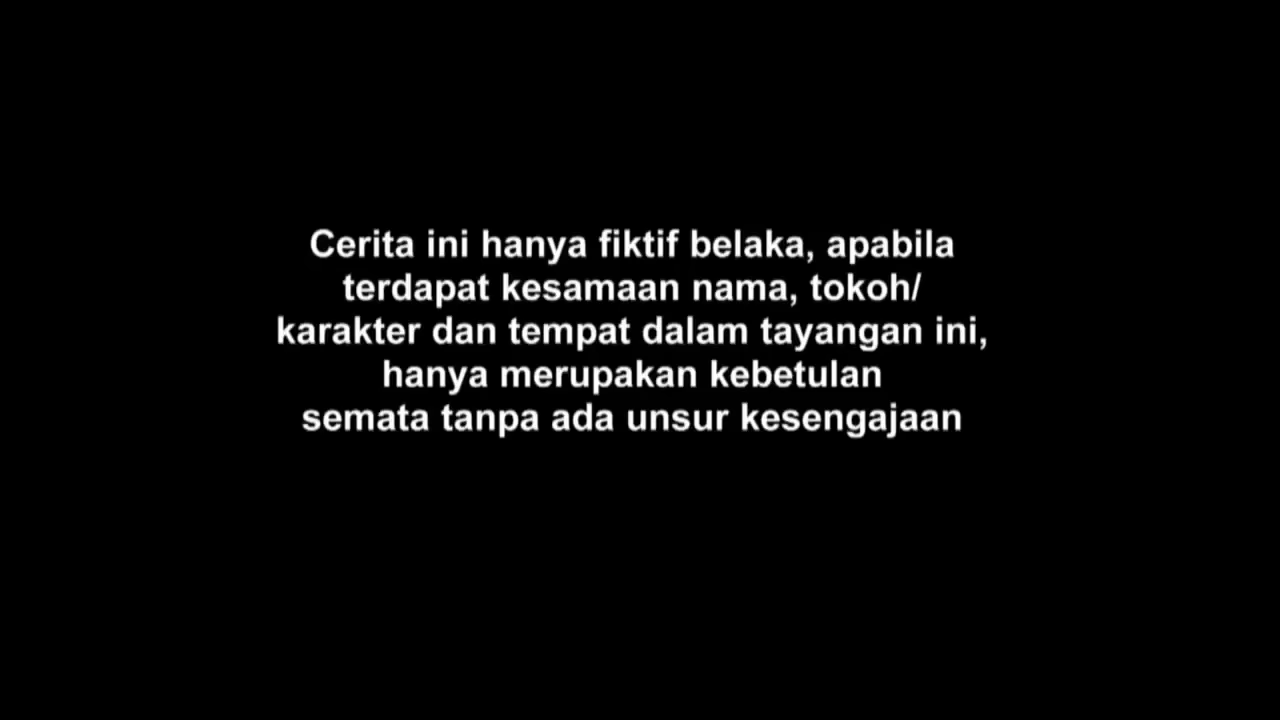 Cerita ini hanya fiktif belaka, apabila
terdapat kesamaan nama, tokoh/
karakter dan tempat dalam tayangan ini,
hanya merupakan kebetulan
semata tanpa ada unsur kesengajaan